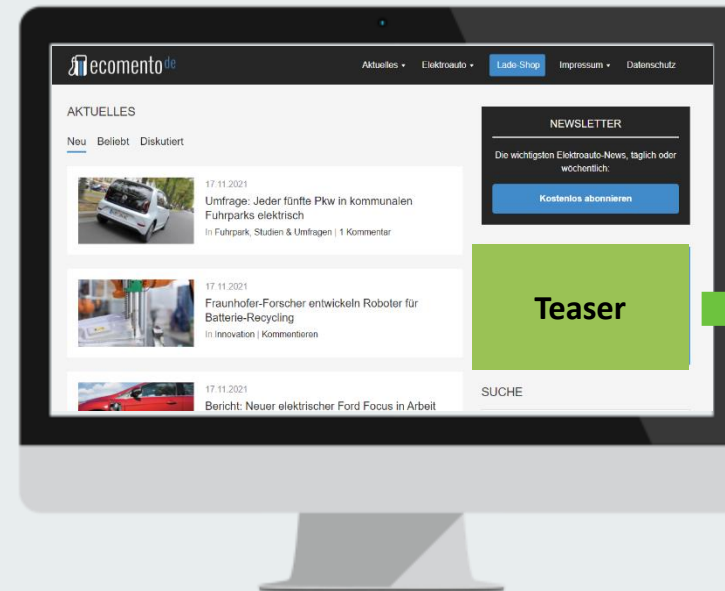 ecomento de
Aktuelles Elektroauto Lade-Shop Impressum Datenschutz
AKTUELLES
Neu Beliebt Diskutiert
17.11.2021
Umfrage: Jeder fünfte Pkw in kommunalen
Fuhrparks elektrisch
In Fuhrpark, Studien & Umfragen | 1 Kommentar
17.11.2021
Fraunhofer-Forscher entwickeln Roboter für
Batterie-Recycling
In Innovation | Kommentieren
17.11.2021
Bericht: Neuer elektrischer Ford Focus in Arbeit
NEWSLETTER
Die wichtigsten Elektroauto-News, täglich oder
wöchentlich:
Kostenlos abonnieren
Teaser
SUCHE